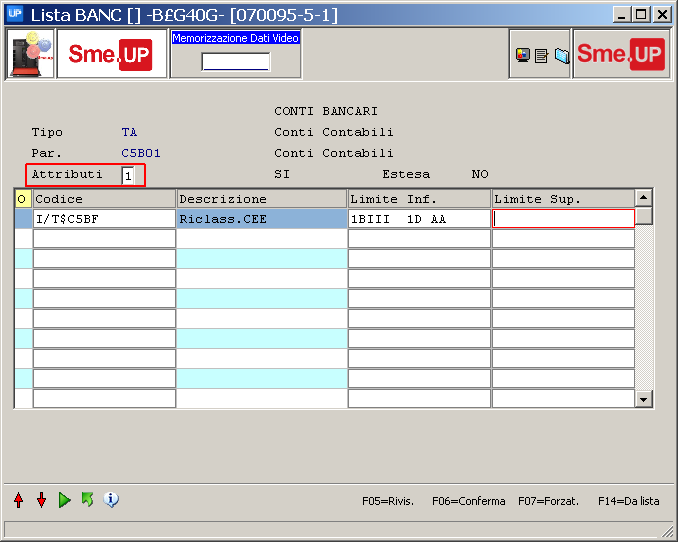 UP Lista BANC [] -B£G40G- [070095-5-1]
Sme.UP
Memorizzazione Dati Video
Sme.UP
CONTI BANCARI
Tipo TA Conti Contabili
Par. C5B01 Conti Contabili
Attributi 1 SI Estesa NO
O Codice Descrizione Limite Inf. Limite Sup.
I/T$C5BF Riclass.CEE 1BIII 1D AA
F05=Rivis. F06=Conferma F07=Forzat. F14=Da lista